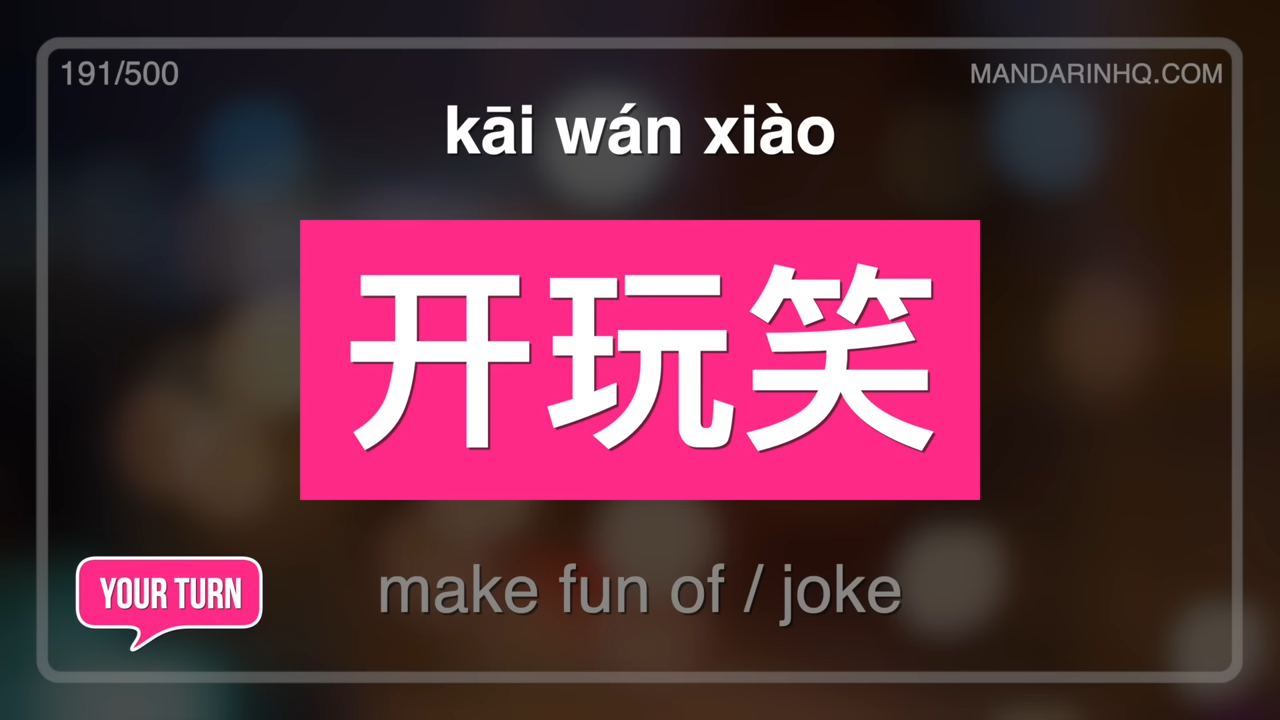 191/500
MANDARINHQ.COM
kāi wán xiào
开玩笑
make fun of / joke
YOUR TURN